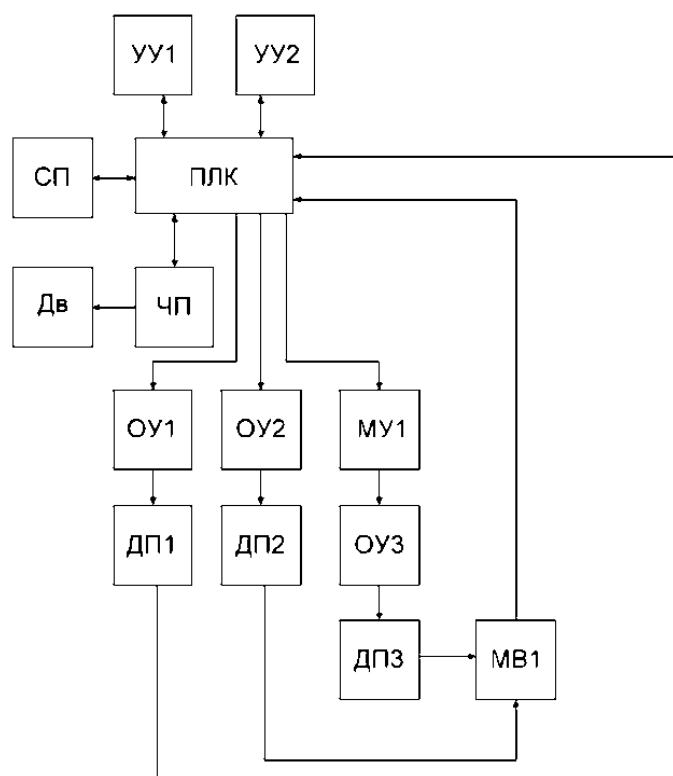 УУ1 УУ2
СП ПЛК
Дв ЧП
ОУ1 ОУ2 МУ1
ДП1 ДП2 ОУ3
ДП3 МВ1